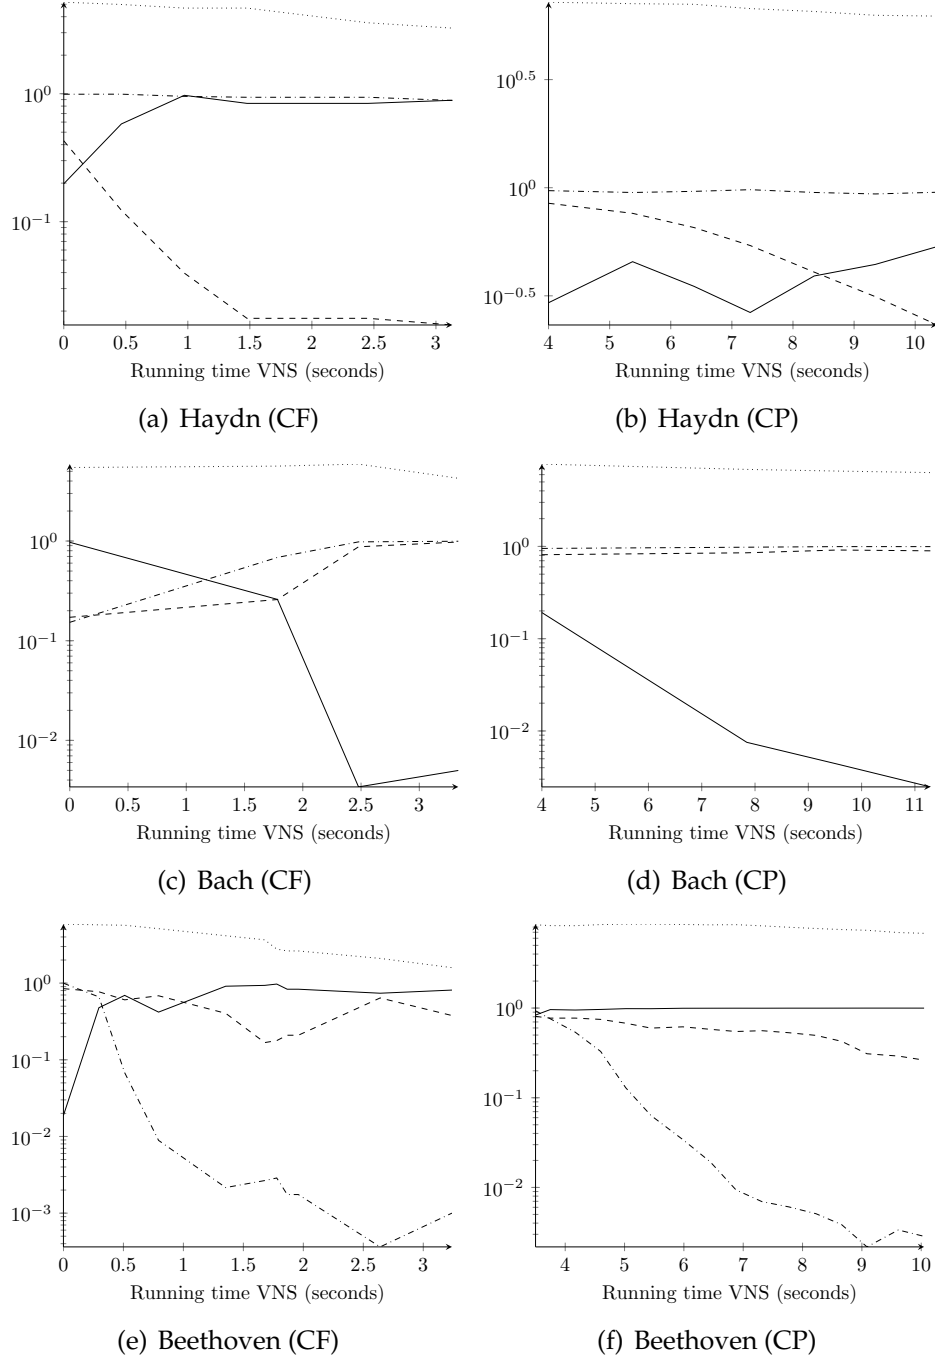 10^0
10^−1
0 0.5 1 1.5 2 2.5 3
Running time VNS (seconds)
(a) Haydn (CF)
10^0.5
10^0
10^−0.5
4 5 6 7 8 9 10
Running time VNS (seconds)
(b) Haydn (CP)
10^0
10^−1
10^−2
0 0.5 1 1.5 2 2.5 3
Running time VNS (seconds)
(c) Bach (CF)
10^0
10^−1
10^−2
4 5 6 7 8 9 10 11
Running time VNS (seconds)
(d) Bach (CP)
10^0
10^−1
10^−2
10^−3
0 0.5 1 1.5 2 2.5 3
Running time VNS (seconds)
(e) Beethoven (CF)
10^0
10^−1
10^−2
4 5 6 7 8 9 10
Running time VNS (seconds)
(f) Beethoven (CP)